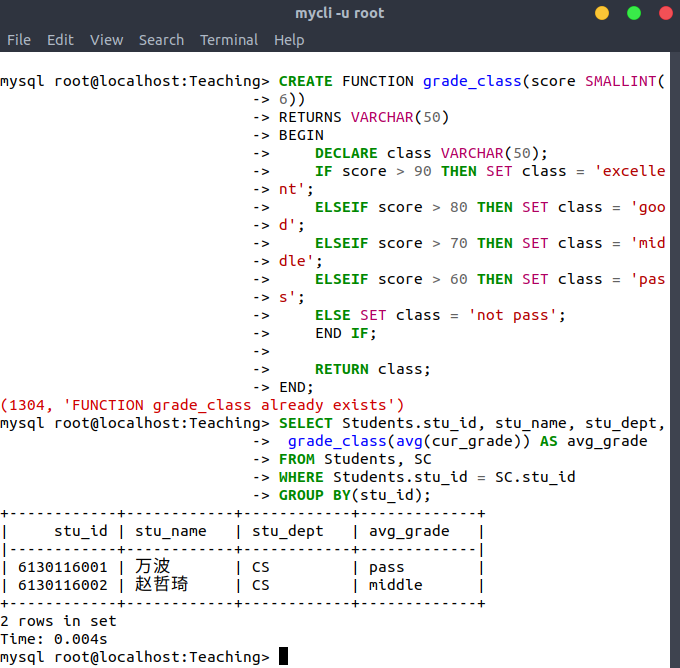 mycli -u root
File Edit View Search Terminal Help
mysql root@localhost:Teaching> CREATE FUNCTION grade_class(score SMALLINT(
-> 6))
-> RETURNS VARCHAR(50)
-> BEGIN
->     DECLARE class VARCHAR(50);
->     IF score > 90 THEN SET class = 'excelle
-> nt';
->     ELSEIF score > 80 THEN SET class = 'goo
-> d';
->     ELSEIF score > 70 THEN SET class = 'mid
-> dle';
->     ELSEIF score > 60 THEN SET class = 'pas
-> s';
->     ELSE SET class = 'not pass';
->     END IF;
->
->     RETURN class;
-> END;
(1304, 'FUNCTION grade_class already exists')
mysql root@localhost:Teaching> SELECT Students.stu_id, stu_name, stu_dept,
->  grade_class(avg(cur_grade)) AS avg_grade
-> FROM Students, SC
-> WHERE Students.stu_id = SC.stu_id
-> GROUP BY(stu_id);
+------------+------------+------------+-------------+
|     stu_id | stu_name   | stu_dept   | avg_grade   |
|------------+------------+------------+-------------|
| 6130116001 | 万波       | CS         | pass        |
| 6130116002 | 赵哲琦     | CS         | middle      |
+------------+------------+------------+-------------+
2 rows in set
Time: 0.004s
mysql root@localhost:Teaching>